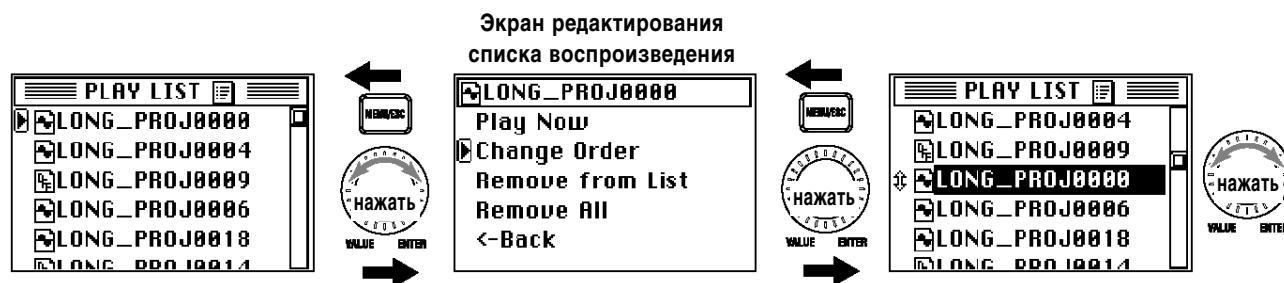 Экран редактирования
списка воспроизведения
PLAY LIST
LONG_PROJ0000
LONG_PROJ0004
LONG_PROJ0009
LONG_PROJ0006
LONG_PROJ0018
LONG_PROJ0014
MENU/ESC
нажать
VALUE ENTER
LONG_PROJ0000
Play Now
Change Order
Remove from List
Remove All
<-Back
MENU/ESC
нажать
VALUE ENTER
PLAY LIST
LONG_PROJ0004
LONG_PROJ0009
LONG_PROJ0000
LONG_PROJ0006
LONG_PROJ0018
LONG_PROJ0014
нажать
VALUE ENTER